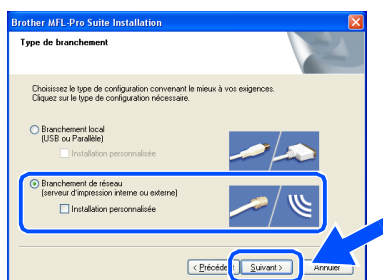 Brother MFL-Pro Suite Installation
Type de branchement
Choisissez le type de configuration convenant le mieux à vos exigences.
Cliquez sur le type de configuration nécessaire.
Branchement local
(USB ou Parallèle)
Installation personnalisée
Branchement de réseau
(serveur d'impression interne ou externe)
Installation personnalisée
< Précédent Suivant > Annuler